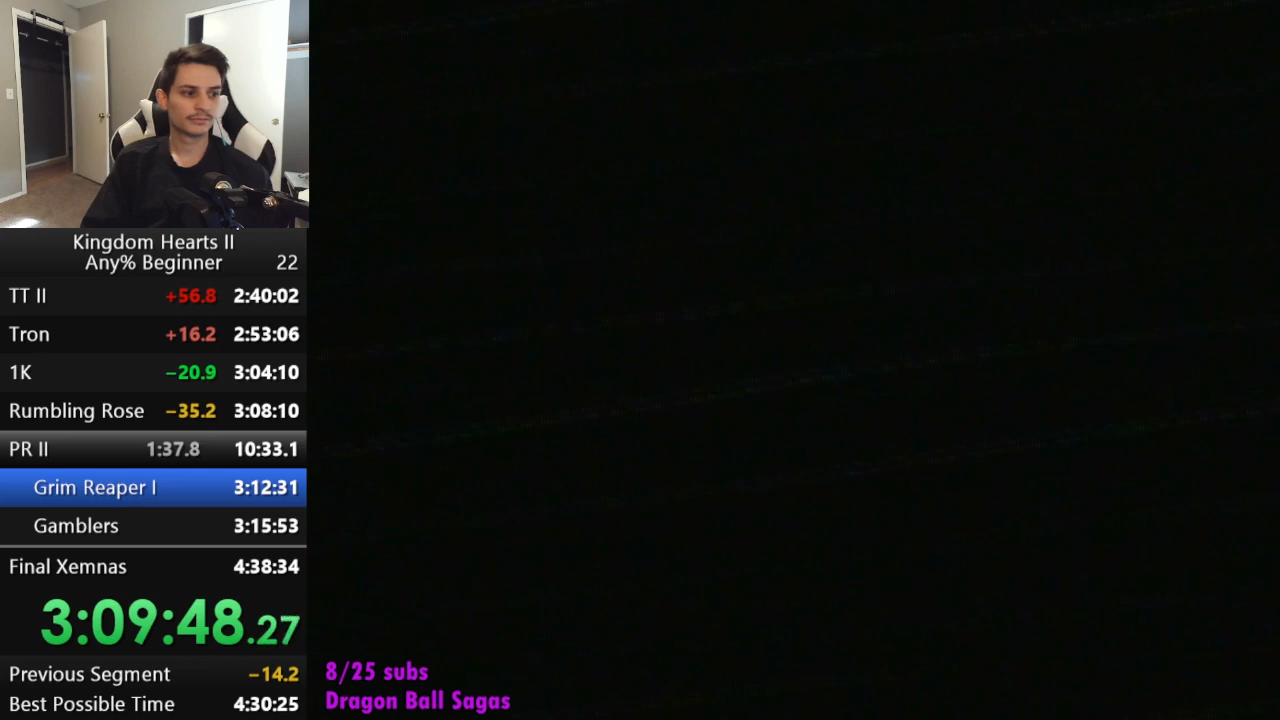 Kingdom Hearts II
Any% Beginner 22
TT II +56.8 2:40:02
Tron +16.2 2:53:06
1K −20.9 3:04:10
Rumbling Rose −35.2 3:08:10
PR II 1:37.8 10:33.1
Grim Reaper I 3:12:31
Gamblers 3:15:53
Final Xemnas 4:38:34
3:09:48.27
Previous Segment −14.2
Best Possible Time 4:30:25
8/25 subs
Dragon Ball Sagas